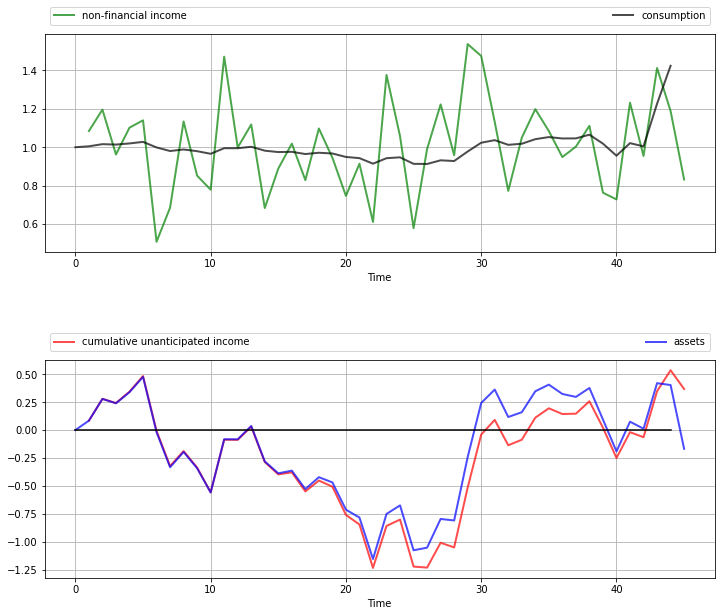 non-financial income consumption
1.4
1.2
1.0
0.8
0.6
0 10 20 30 40
Time
cumulative unanticipated income assets
0.50
0.25
0.00
−0.25
−0.50
−0.75
−1.00
−1.25
0 10 20 30 40
Time